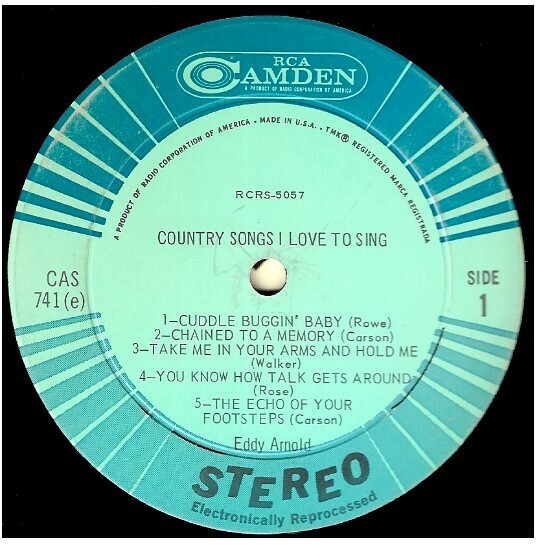 RCA
CAMDEN
A PRODUCT OF RADIO CORPORATION OF AMERICA
A PRODUCT OF RADIO CORPORATION OF AMERICA • MADE IN U.S.A. • TMK® REGISTERED MARCA REGISTRADA
RCRS-5057
COUNTRY SONGS I LOVE TO SING
CAS
741(e)
SIDE
1
1–CUDDLE BUGGIN' BABY (Rowe)
2–CHAINED TO A MEMORY (Carson)
3–TAKE ME IN YOUR ARMS AND HOLD ME
(Walker)
4–YOU KNOW HOW TALK GETS AROUND
(Rose)
5–THE ECHO OF YOUR
FOOTSTEPS (Carson)
Eddy Arnold
STEREO
Electronically Reprocessed